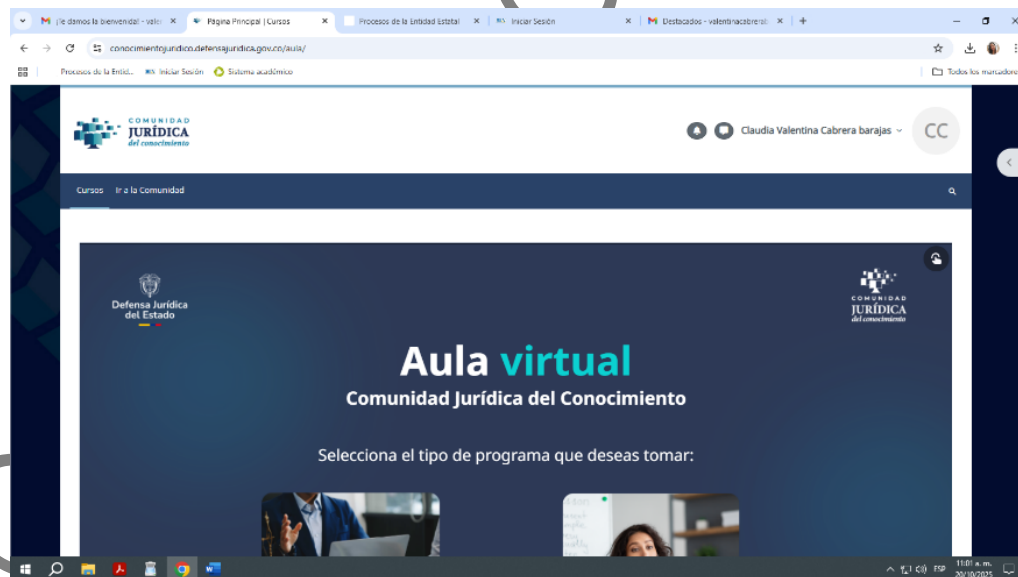 ¡Te damos la bienvenida! - valer
Página Principal | Cursos
Procesos de la Entidad Estatal
Iniciar Sesión
Destacados - valentinacabrerab
conocimientojuridico.defensajuridica.gov.co/aula/
Procesos de la Entid...
Iniciar Sesión
Sistema académico
Todos los marcadore
COMUNIDAD
JURÍDICA
del conocimiento
Claudia Valentina Cabrera barajas
CC
Cursos
Ir a la Comunidad
Defensa Jurídica
del Estado
COMUNIDAD
JURÍDICA
del conocimiento
Aula virtual
Comunidad Jurídica del Conocimiento
Selecciona el tipo de programa que deseas tomar:
ESP
11:01 a. m.
20/10/2025